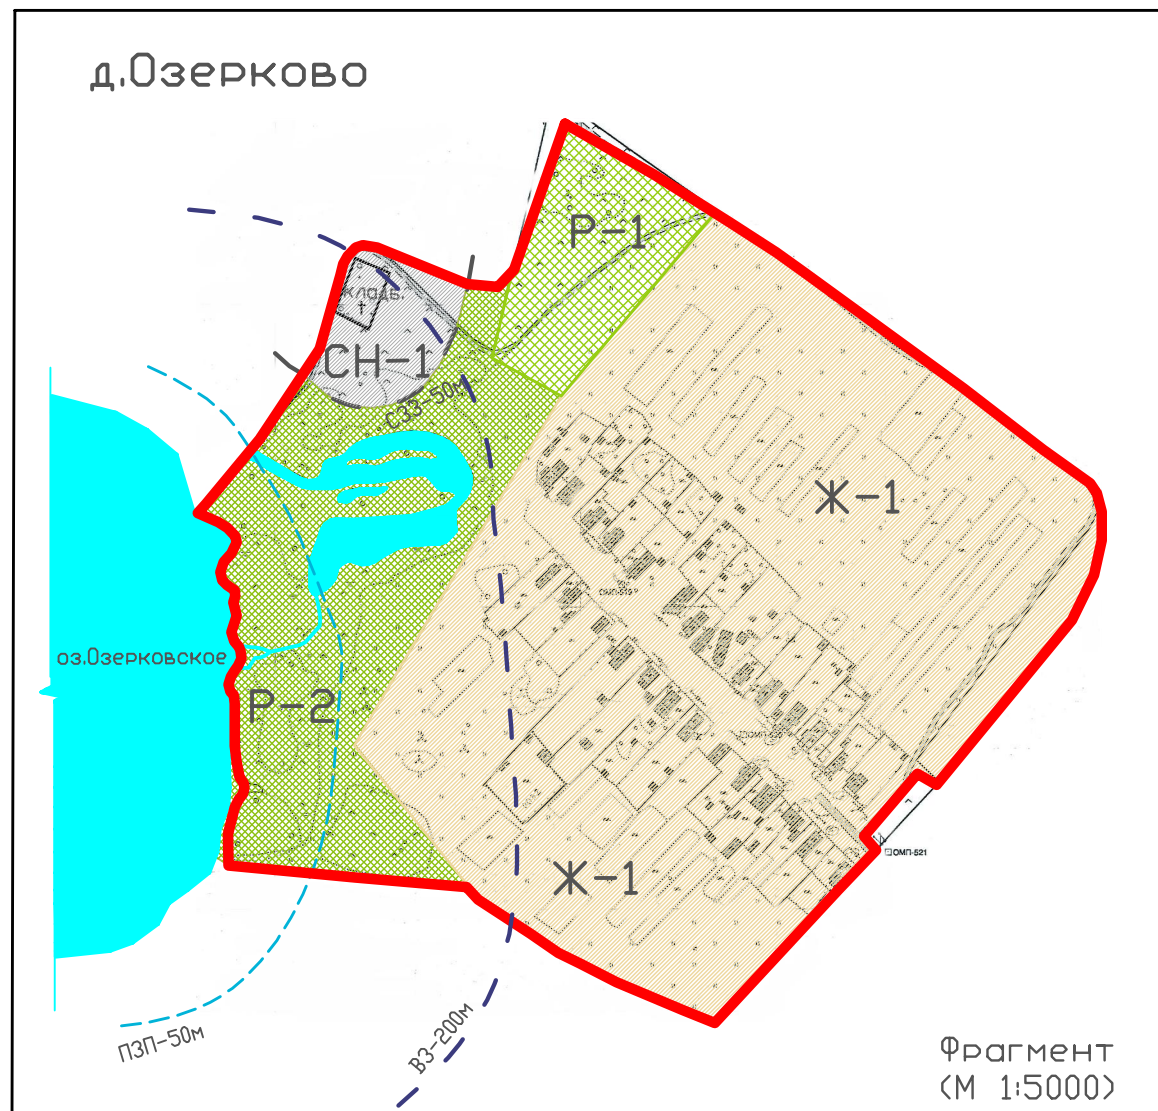 д.Озерково
Р-1
кладб.
СН-1
СЗЗ-50м
Ж-1
оз.Озерковское
Р-2
ОМП-521
Ж-1
ПЗП-50м
ВЗ-200м
Фрагмент
(М 1:5000)